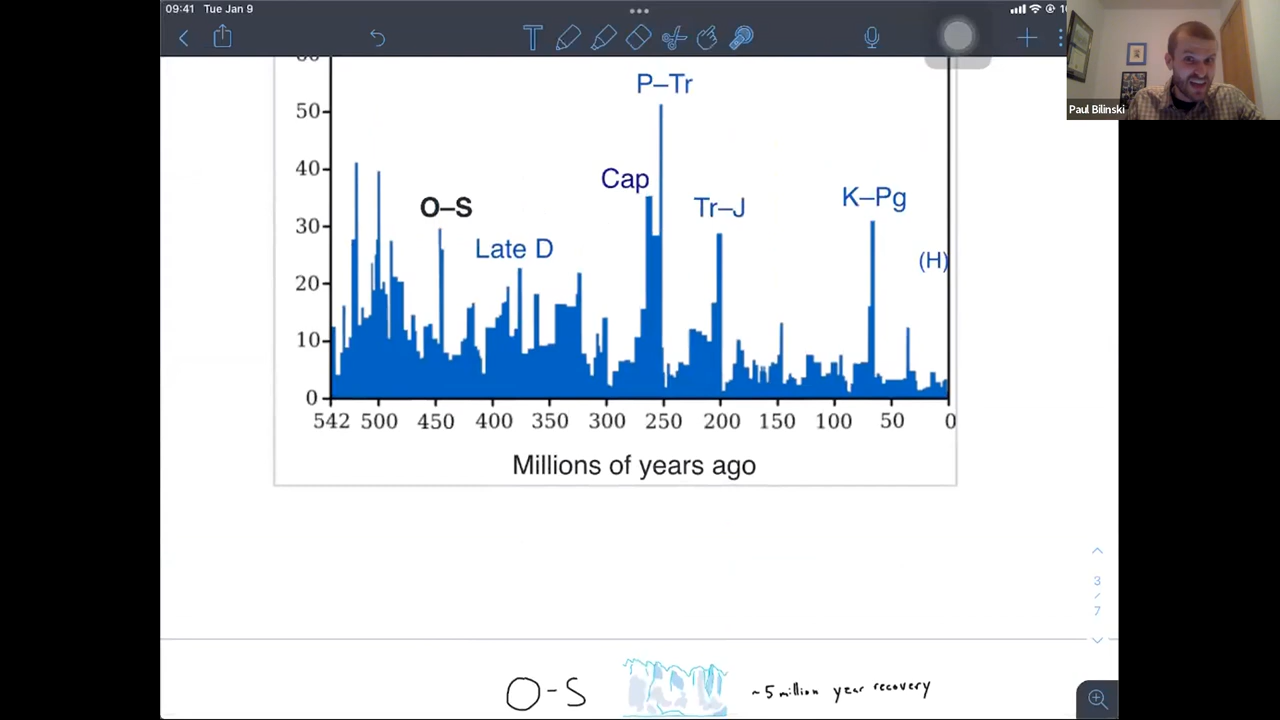 09:41 Tue Jan 9
Paul Bilinski
P–Tr
50
40
Cap
30
O–S
Tr–J
K–Pg
Late D
(H)
20
10
0
542 500 450 400 350 300 250 200 150 100 50 0
Millions of years ago
3
/
7
O-S
~5 million year recovery